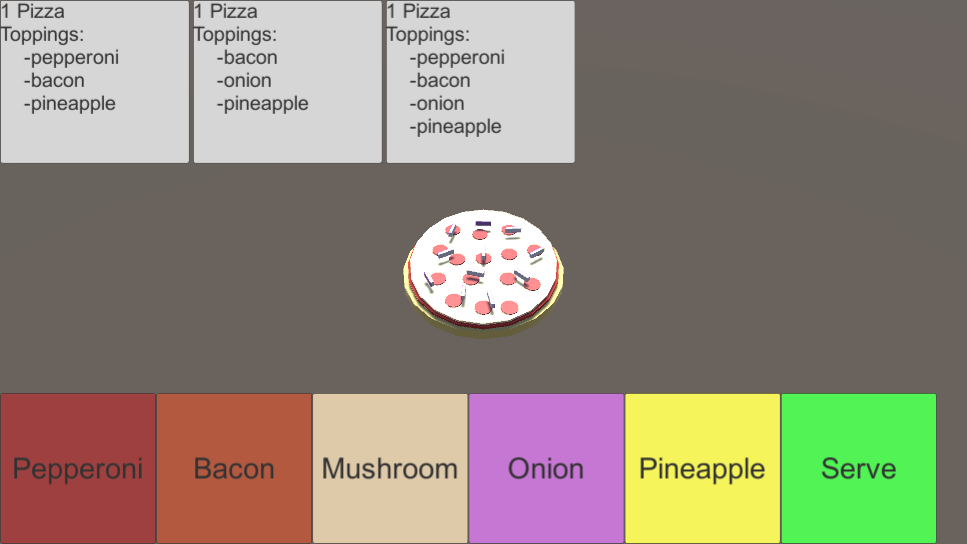 1 Pizza
Toppings:
-pepperoni
-bacon
-pineapple
1 Pizza
Toppings:
-bacon
-onion
-pineapple
1 Pizza
Toppings:
-pepperoni
-bacon
-onion
-pineapple
Pepperoni
Bacon
Mushroom
Onion
Pineapple
Serve